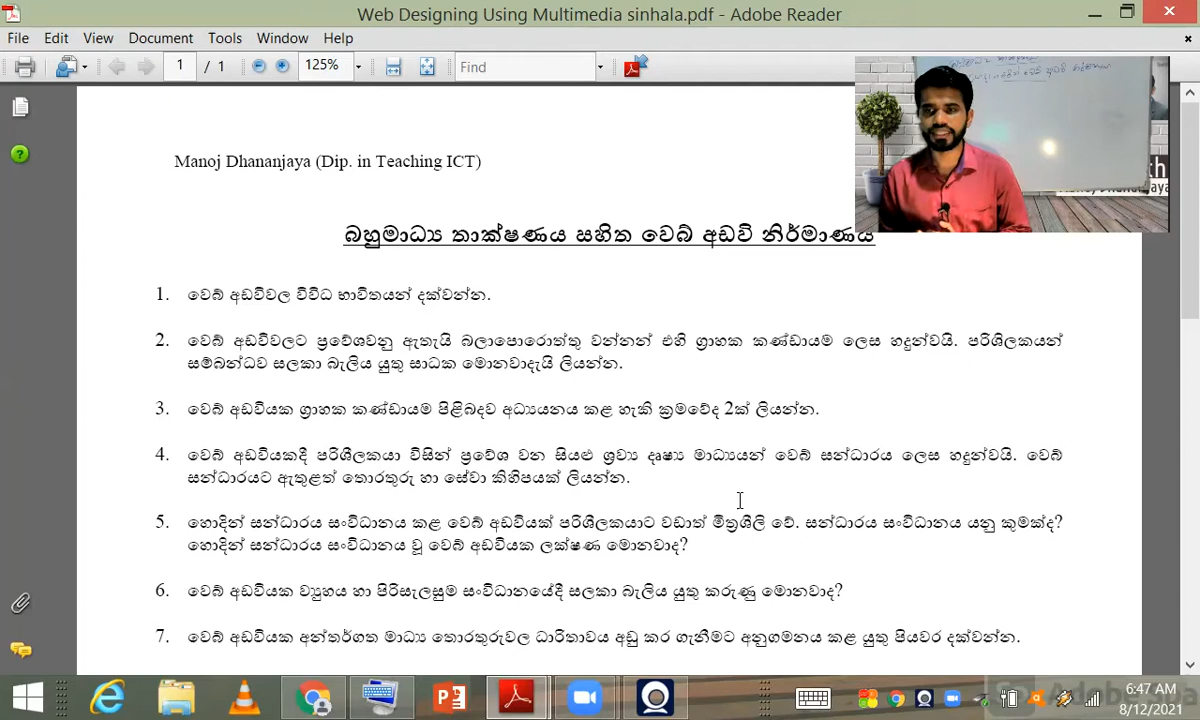 Web Designing Using Multimedia sinhala.pdf - Adobe Reader
File Edit View Document Tools Window Help
1 / 1 125% Find
Manoj Dhananjaya (Dip. in Teaching ICT)
බහුමාධ්‍ය තාක්ෂණය සහිත වෙබ් අඩවි නිර්මාණය
1. වෙබ් අඩවිවල විවිධ භාවිතයන් දක්වන්න.
2. වෙබ් අඩවිවලට ප්‍රවේශවනු ඇතැයි බලාපොරොත්තු වන්නන් එහි ග්‍රාහක කණ්ඩායම ලෙස හදුන්වයි. පරිශිලකයන්
සම්බන්ධව සලකා බැලිය යුතු සාධක මොනවාදැයි ලියන්න.
3. වෙබ් අඩවියක ග්‍රාහක කණ්ඩායම පිළිබදව අධ්‍යයනය කළ හැකි ක්‍රමවේද 2ක් ලියන්න.
4. වෙබ් අඩවියකදී පරිශීලකයා විසින් ප්‍රවේශ වන සියළු ශ්‍රව්‍ය දෘෂ්‍ය මාධ්‍යයන් වෙබ් සන්ධාරය ලෙස හදුන්වයි. වෙබ්
සන්ධාරයට ඇතුළත් තොරතුරු හා සේවා කිහිපයක් ලියන්න.
5. හොදින් සන්ධාරය සංවිධානය කළ වෙබ් අඩවියක් පරිශීලකයාට වඩාත් මිත්‍රශීලි වේ. සන්ධාරය සංවිධානය යනු කුමක්ද?
හොදින් සන්ධාරය සංවිධානය වූ වෙබ් අඩවියක ලක්ෂණ මොනවාද?
6. වෙබ් අඩවියක ව්‍යුහය හා පිරිසැලසුම සංවිධානයේදී සලකා බැලිය යුතු කරුණු මොනවාද?
7. වෙබ් අඩවියක අන්තර්ගත මාධ්‍ය තොරතුරුවල ධාරිතාවය අඩු කර ගැනීමට අනුගමනය කළ යුතු පියවර දක්වන්න.
6:47 AM
8/12/2021